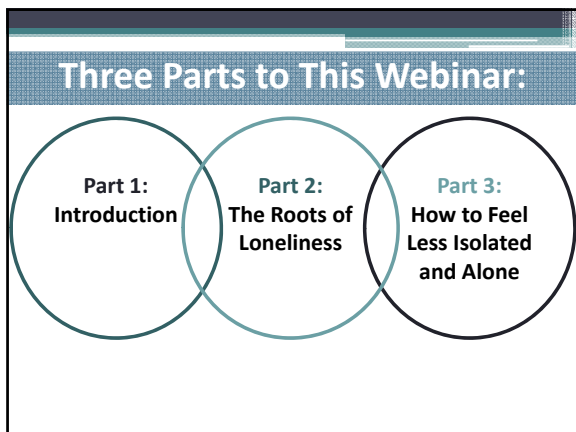 Three Parts to This Webinar:
Part 1:
Introduction
Part 2:
The Roots of
Loneliness
Part 3:
How to Feel
Less Isolated
and Alone